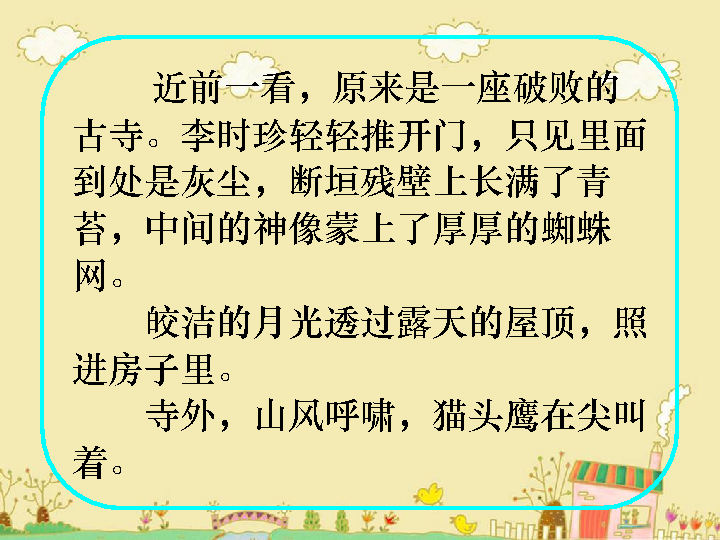 近前一看，原来是一座破败的
古寺。李时珍轻轻推开门，只见里面
到处是灰尘，断垣残壁上长满了青
苔，中间的神像蒙上了厚厚的蜘蛛
网。
皎洁的月光透过露天的屋顶，照
进房子里。
寺外，山风呼啸，猫头鹰在尖叫
着。